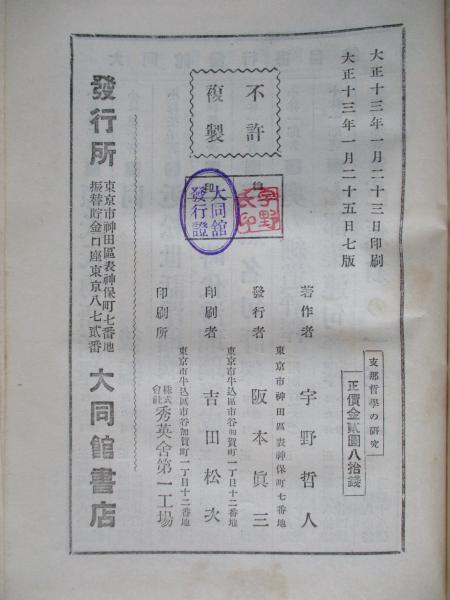 大正十三年一月二十三日印刷
大正十三年一月二十五日七版
支那哲學の研究
正價金貳圓八拾錢
不許
複製
檢
印
宇野
大同館
發行證
著作者 宇野哲人
東京市神田區表神保町七番地
發行者 阪本眞三
東京市牛込區市谷加賀町一丁目十二番地
印刷者 吉田松次
東京市牛込區市谷加賀町一丁目十二番地
印刷所 株式會社 秀英舍第一工場
發行所
東京市神田區表神保町七番地
振替貯金口座東京八七貳番
大同館書店